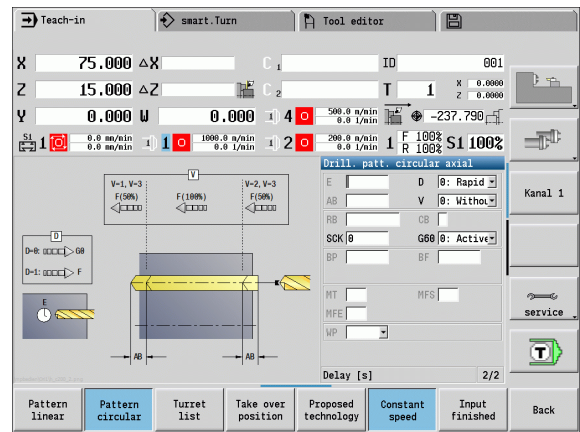 Teach-in
smart.Turn
Tool editor
X 75.000 △X C 1 ID 001
Z 15.000 △Z C 2 T 1 X 0.0000
Z 0.0000
Y 0.000 W 0.000 4 500.0 m/min
0.0 1/min
-237.790
S1 1 0.0 mm/min
0.0 mm/min
1 1000.0 m/min
0.0 1/min
2 200.0 m/min
0.0 1/min
1 F 100%
R 100%
S1 100%
Drill. patt. circular axial
E D 0: Rapid
AB V 0: Withou
RB CB
SCK 0 G60 0: Active
BP BF
MT MFS
MFE
WP
Delay [s] 2/2
V
V=1, V=3
F(50%)
F(100%)
V=2, V=3
F(50%)
D
D=0: G0
D=1: F
E
AB
AB
Kanal 1
service
T
Pattern
linear
Pattern
circular
Turret
list
Take over
position
Proposed
technology
Constant
speed
Input
finished
Back